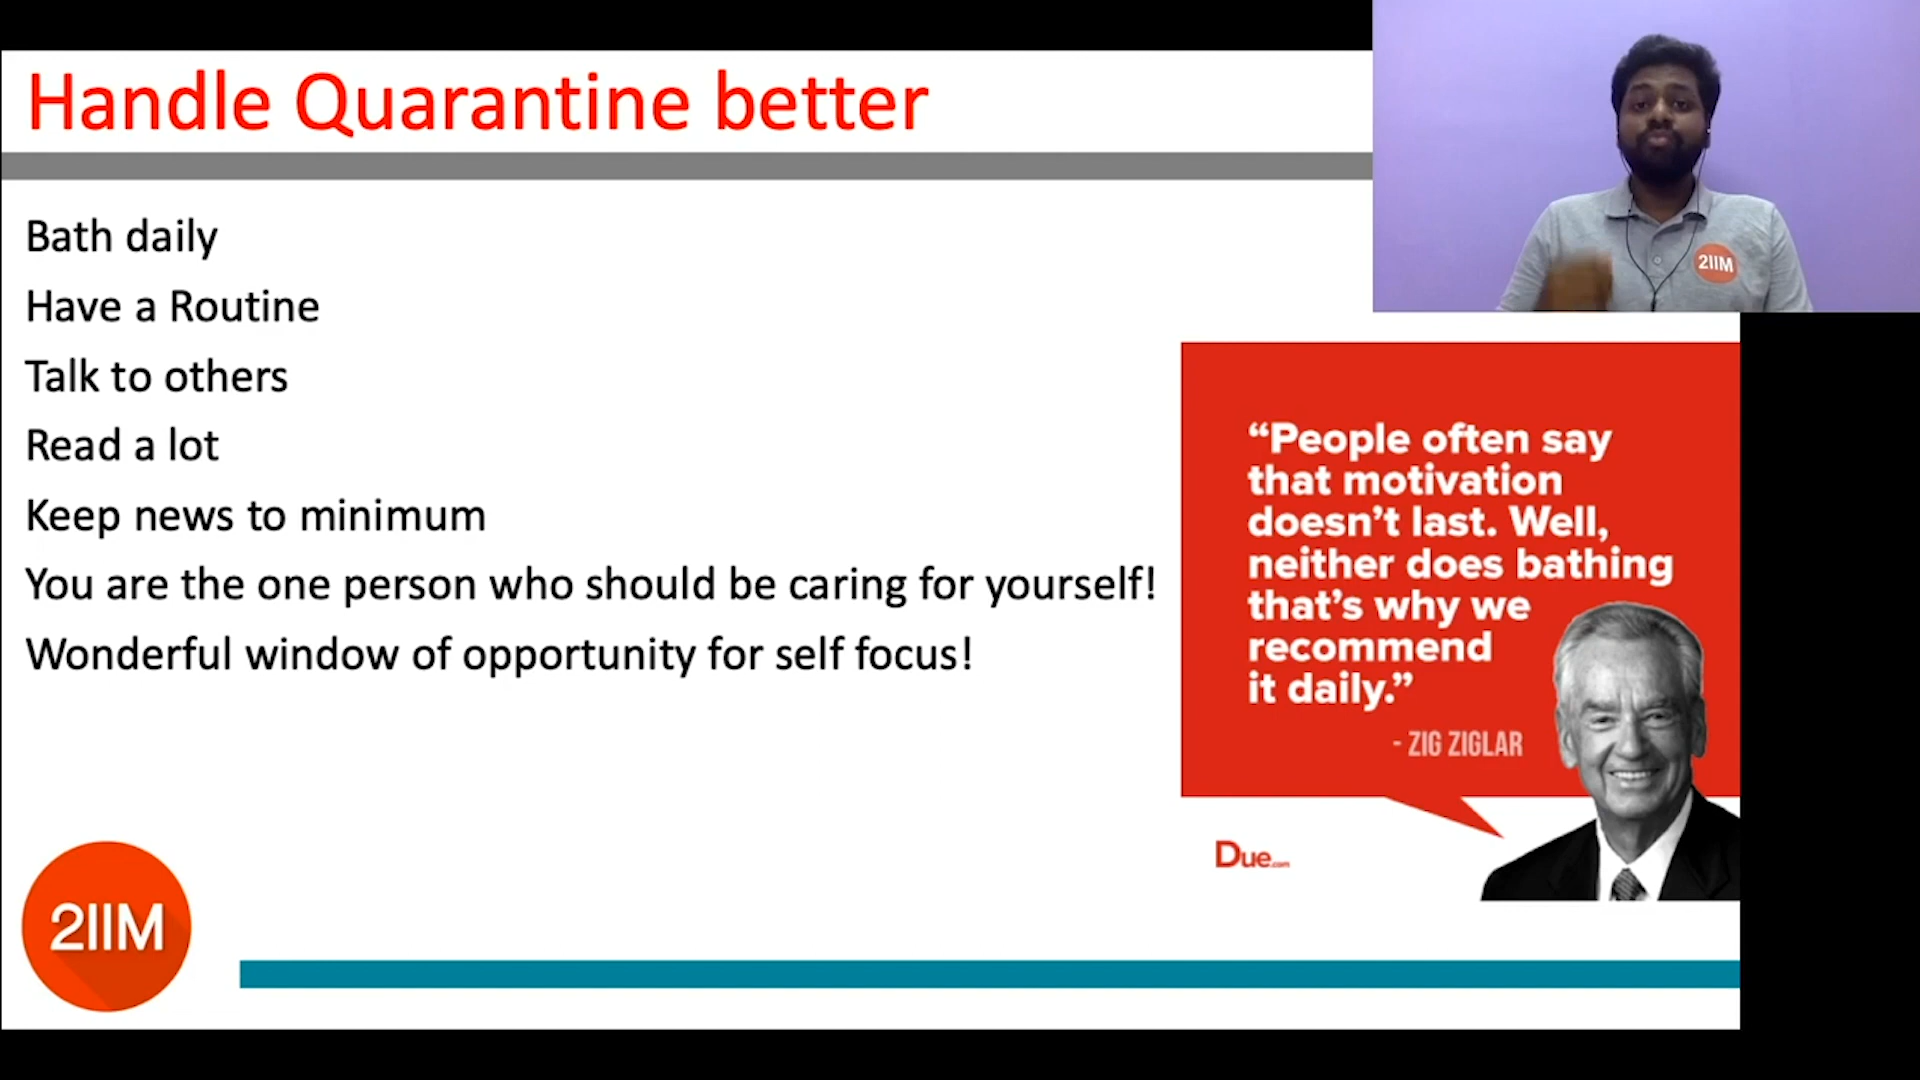 Handle Quarantine better
Bath daily
Have a Routine
Talk to others
Read a lot
Keep news to minimum
You are the one person who should be caring for yourself!
Wonderful window of opportunity for self focus!
2IIM
“People often say
that motivation
doesn’t last. Well,
neither does bathing
that’s why we
recommend
it daily.”
- ZIG ZIGLAR
Due.com
2IIM